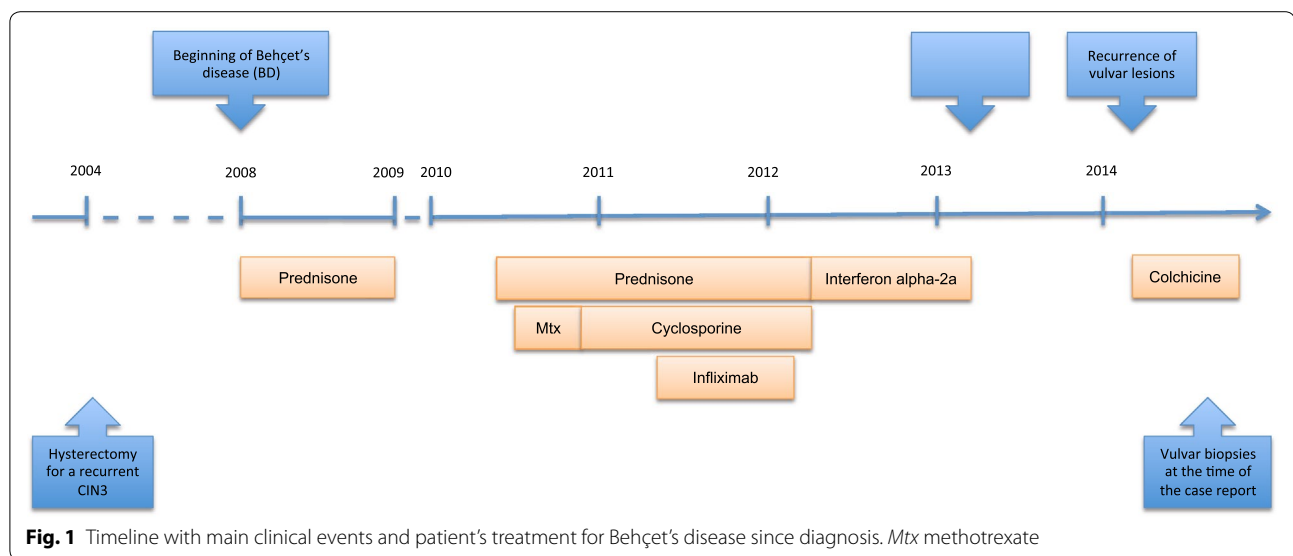 Beginning of Behçet's
disease (BD)
Recurrence of
vulvar lesions
2004
2008
2009
2010
2011
2012
2013
2014
Prednisone
Prednisone
Interferon alpha-2a
Colchicine
Mtx
Cyclosporine
Infliximab
Hysterectomy
for a recurrent
CIN3
Vulvar biopsies
at the time of
the case report
Fig. 1 Timeline with main clinical events and patient's treatment for Behçet's disease since diagnosis. Mtx methotrexate